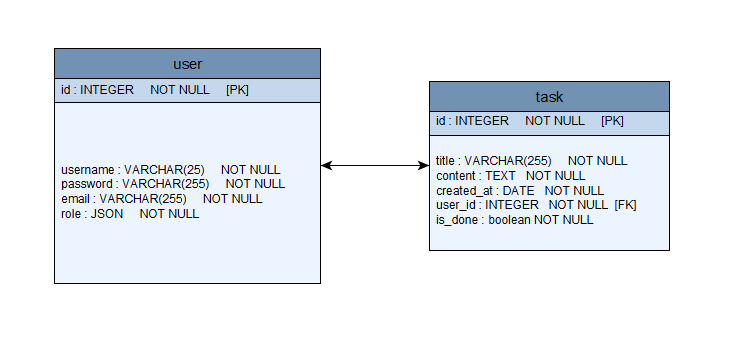 user
id : INTEGER NOT NULL [PK]
username : VARCHAR(25) NOT NULL
password : VARCHAR(255) NOT NULL
email : VARCHAR(255) NOT NULL
role : JSON NOT NULL
task
id : INTEGER NOT NULL [PK]
title : VARCHAR(255) NOT NULL
content : TEXT NOT NULL
created_at : DATE NOT NULL
user_id : INTEGER NOT NULL [FK]
is_done : boolean NOT NULL